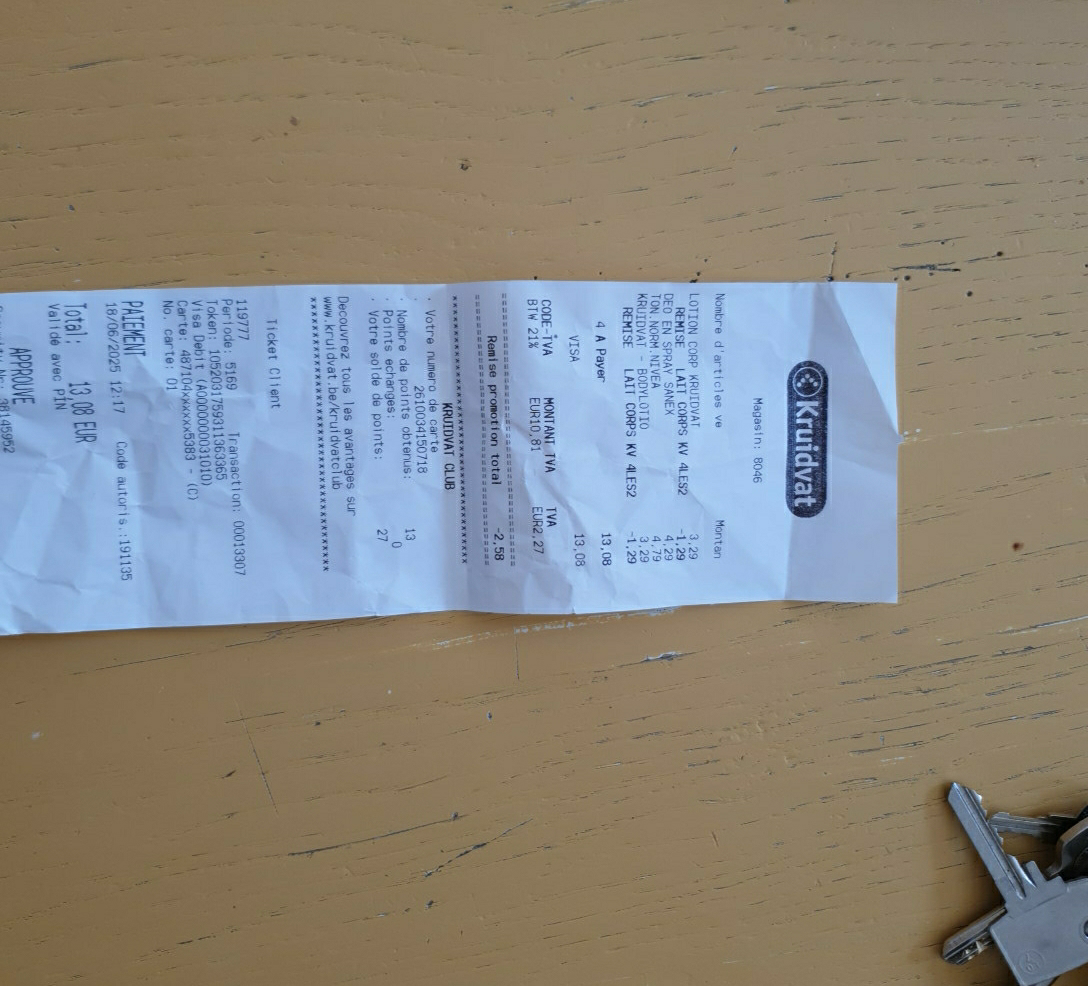 Kruidvat
Magasin: 8046
Nombre d'articles ve Montan
LOTION CORP KRUIDVAT 3,29
REMISE LAIT CORPS KV 4LES2 -1,29
DEO EN SPRAY SANEX 4,29
TON.NORM.NIVEA 4,79
KRUIDVAT - BODYLOTIO 3,29
REMISE LAIT CORPS KV 4LES2 -1,29
4 A Payer 13,08
VISA 13,08
CODE-TVA MONTANT TVA TVA
BTW 21% EUR10,81 EUR2,27
Remise promotion total -2,58
KRUIDVAT CLUB
. Votre numero de carte
2610034150718
. Nombre de points obtenus: 13
. Points echanges: 0
. Votre solde de points: 27
Decouvrez tous les avantages sur
www.kruidvat.be/kruidvatclub
Ticket Client
119777
Periode: 5169 Transaction: 00013307
Token: 1052031759311363365
Visa Debit (A0000000031010)
Carte: 487104xxxxxx5383 - (C)
No. carte: 01
PAIEMENT
18/06/2025 12:17 Code autoris.:191135
Total: 13,08 EUR
Valide avec PIN
APPROUVE